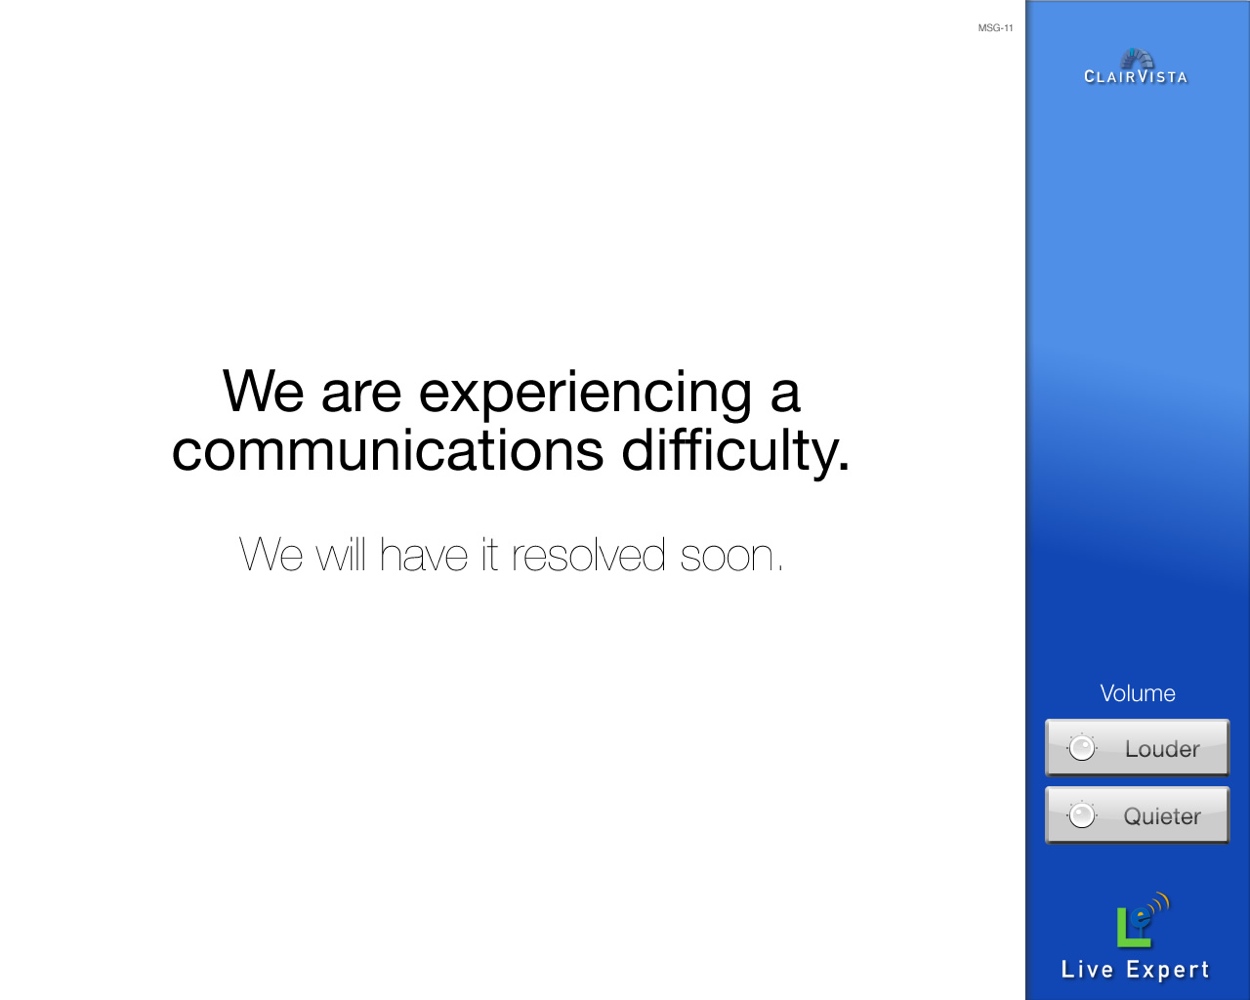 MSG-11
CLAIRVISTA
We are experiencing a
communications difficulty.
We will have it resolved soon.
Volume
Louder
Quieter
Le
Live Expert